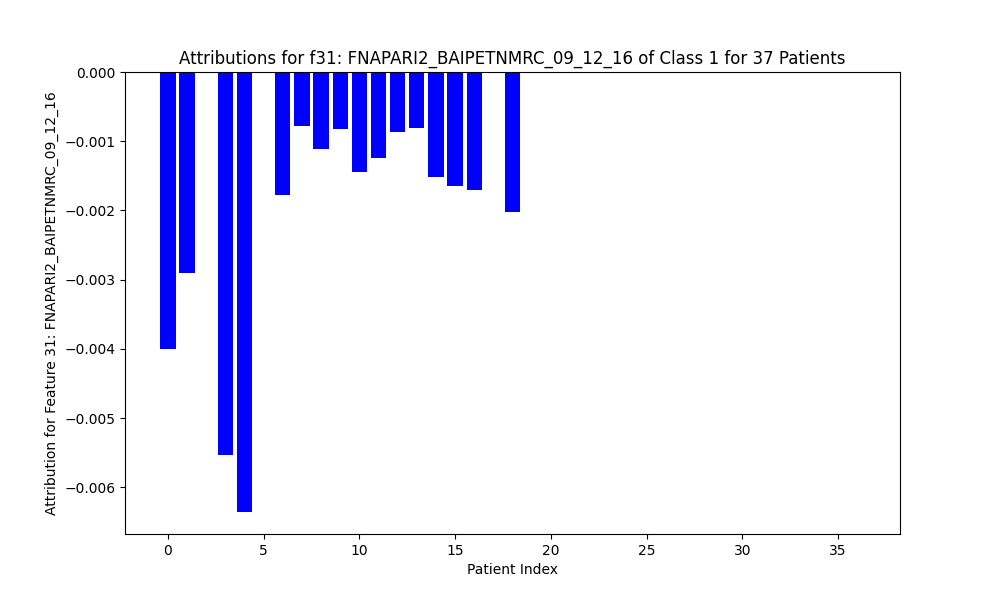 Attributions for f31: FNAPARI2_BAIPETNMRC_09_12_16 of Class 1 for 37 Patients
Attribution for Feature 31: FNAPARI2_BAIPETNMRC_09_12_16
0.000
−0.001
−0.002
−0.003
−0.004
−0.005
−0.006
0 5 10 15 20 25 30 35
Patient Index